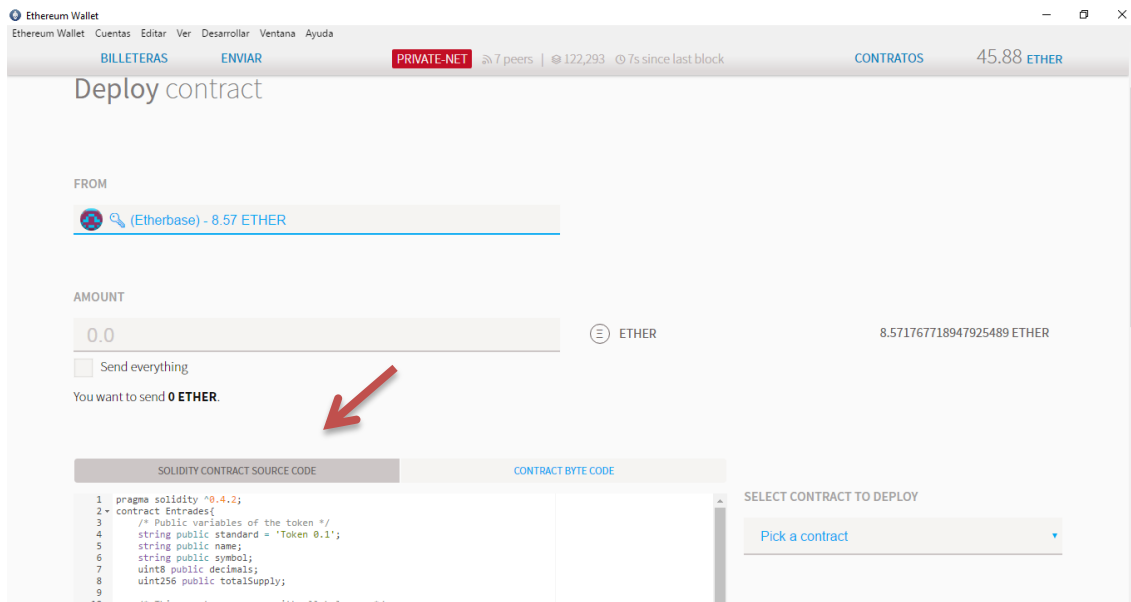 Ethereum Wallet
Ethereum Wallet Cuentas Editar Ver Desarrollar Ventana Ayuda
BILLETERAS ENVIAR PRIVATE-NET 7 peers | 122,293 7s since last block CONTRATOS 45.88 ETHER
Deploy contract
FROM
(Etherbase) - 8.57 ETHER
AMOUNT
0.0 ETHER 8.571767718947925489 ETHER
Send everything
You want to send 0 ETHER.
SOLIDITY CONTRACT SOURCE CODE CONTRACT BYTE CODE
SELECT CONTRACT TO DEPLOY
Pick a contract
1 pragma solidity ^0.4.2;
2 contract Entrades{
3 /* Public variables of the token */
4 string public standard = 'Token 0.1';
5 string public name;
6 string public symbol;
7 uint8 public decimals;
8 uint256 public totalSupply;
9